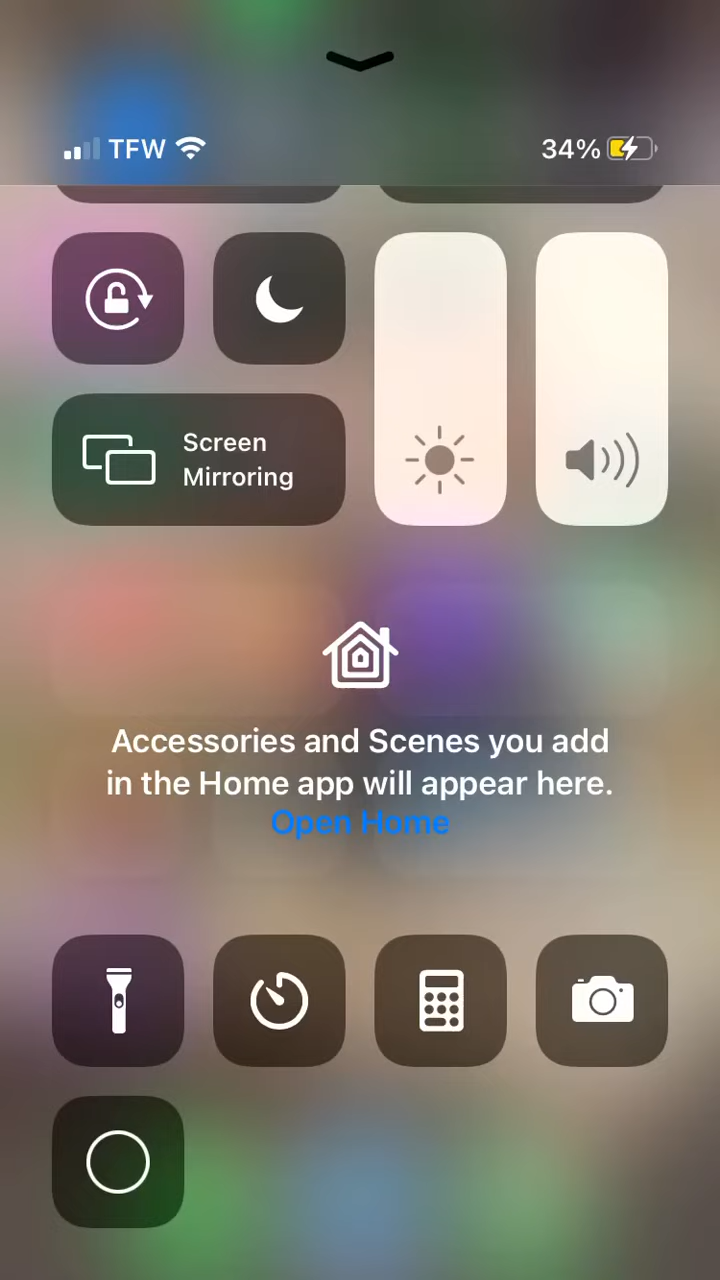 TFW 34%
Screen
Mirroring
Accessories and Scenes you add
in the Home app will appear here.
Open Home